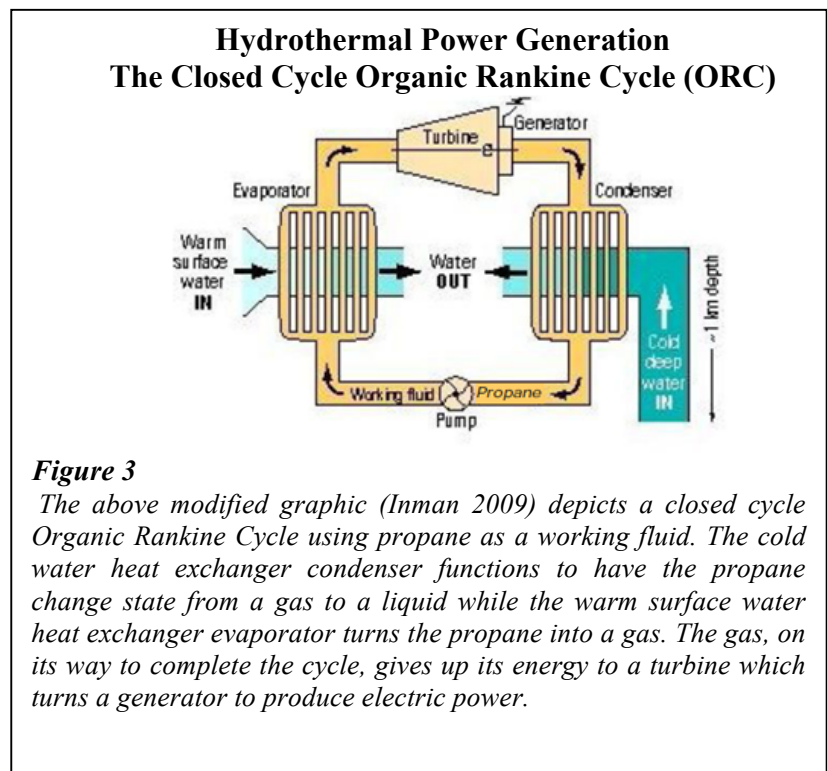 Hydrothermal Power Generation
The Closed Cycle Organic Rankine Cycle (ORC)
Generator
Turbine
Evaporator
Condenser
Warm
surface
water
IN
Water
OUT
~1 km depth
Cold
deep
water
IN
Working fluid
Propane
Pump
Figure 3
The above modified graphic (Inman 2009) depicts a closed cycle
Organic Rankine Cycle using propane as a working fluid. The cold
water heat exchanger condenser functions to have the propane
change state from a gas to a liquid while the warm surface water
heat exchanger evaporator turns the propane into a gas. The gas, on
its way to complete the cycle, gives up its energy to a turbine which
turns a generator to produce electric power.